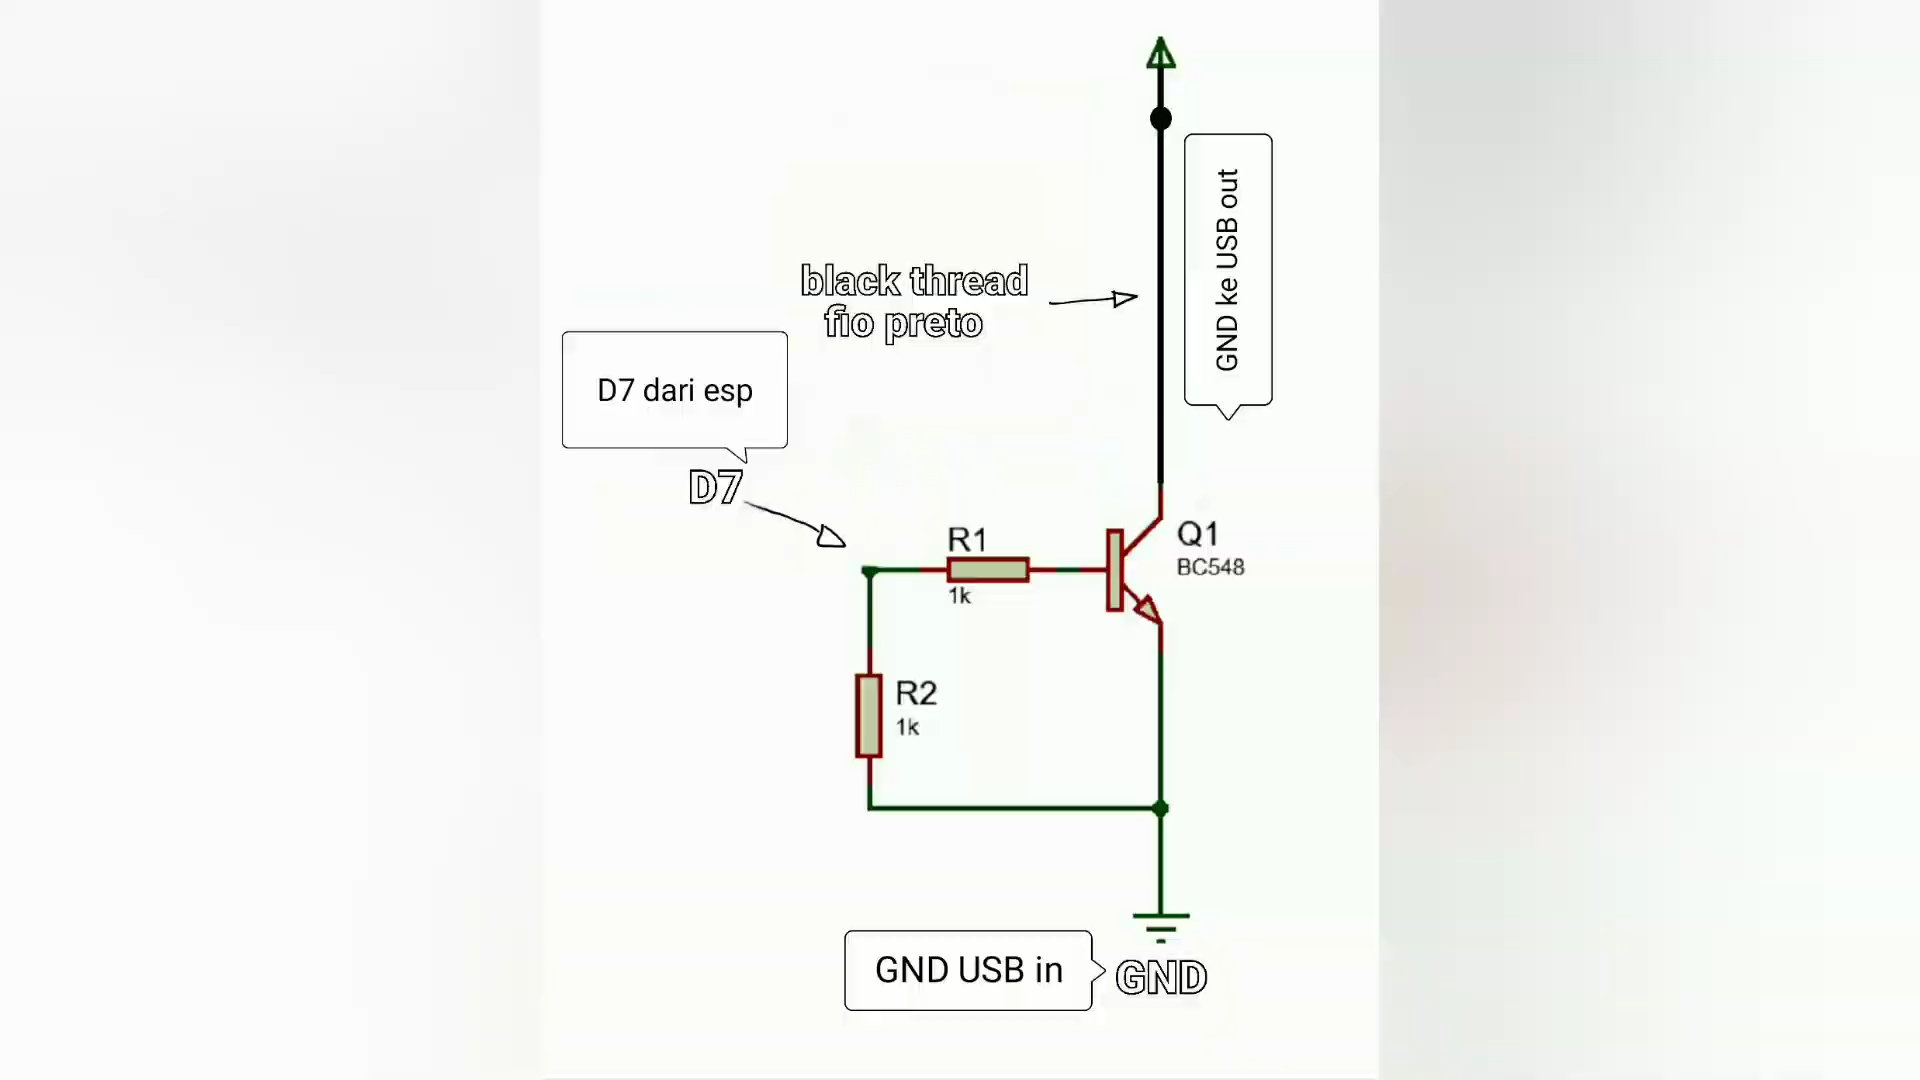 GND ke USB out
black thread
fio preto
D7 dari esp
D7
R1
1k
Q1
BC548
R2
1k
GND USB in
GND